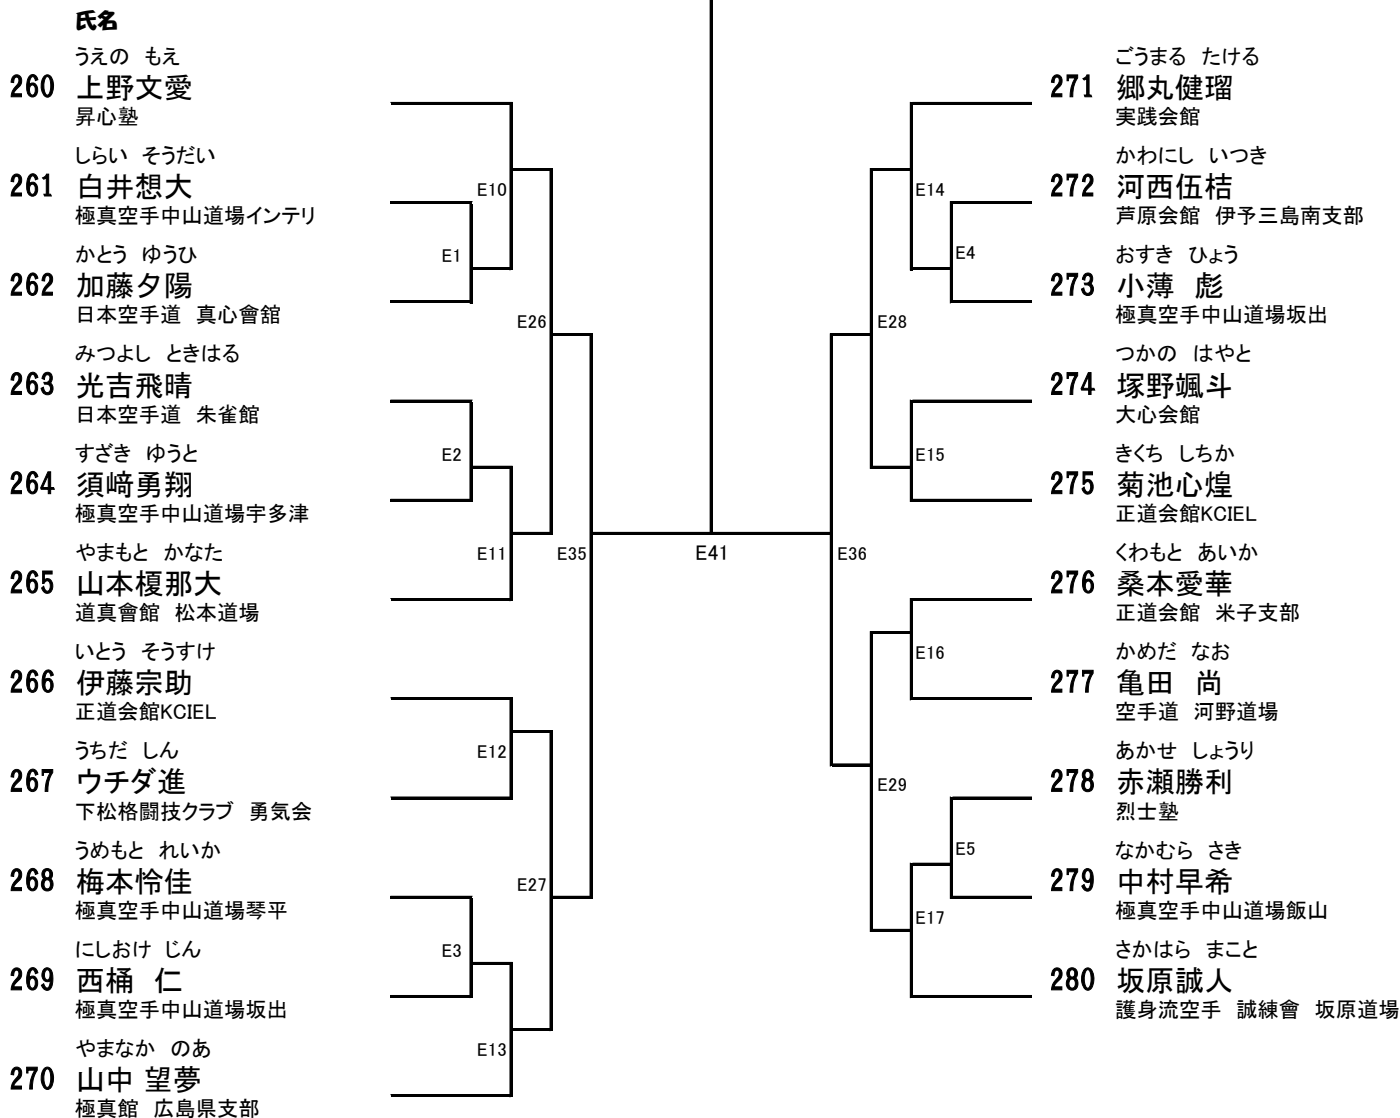 氏名
うえの もえ
260 上野文愛
昇心塾
しらい そうだい
261 白井想大
極真空手中山道場インテリ
かとう ゆうひ
262 加藤夕陽
日本空手道 真心會舘
みつよし ときはる
263 光吉飛晴
日本空手道 朱雀館
すざき ゆうと
264 須﨑勇翔
極真空手中山道場宇多津
やまもと かなた
265 山本榎那大
道真會館 松本道場
いとう そうすけ
266 伊藤宗助
正道会館KCIEL
うちだ しん
267 ウチダ進
下松格闘技クラブ 勇気会
うめもと れいか
268 梅本怜佳
極真空手中山道場琴平
にしおけ じん
269 西桶 仁
極真空手中山道場坂出
やまなか のあ
270 山中 望夢
極真館 広島県支部
E10
E1
E26
E2
E11
E35
E12
E27
E3
E13
E41
E14
E4
E28
E15
E36
E16
E29
E5
E17
ごうまる たける
271 郷丸健瑠
実践会館
かわにし いつき
272 河西伍桔
芦原会館 伊予三島南支部
おすき ひょう
273 小薄 彪
極真空手中山道場坂出
つかの はやと
274 塚野颯斗
大心会館
きくち しちか
275 菊池心煌
正道会館KCIEL
くわもと あいか
276 桑本愛華
正道会館 米子支部
かめだ なお
277 亀田 尚
空手道 河野道場
あかせ しょうり
278 赤瀬勝利
烈士塾
なかむら さき
279 中村早希
極真空手中山道場飯山
さかはら まこと
280 坂原誠人
護身流空手 誠練會 坂原道場